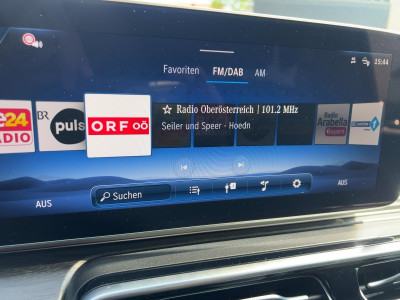 15:44
Favoriten FM/DAB AM
e24
RADIO
BR
puls
ORF OÖ
☆ Radio Oberösterreich | 101.2 MHz
Seiler und Speer - Hoedn
Radio
Arabella
AUS
Suchen
AUS